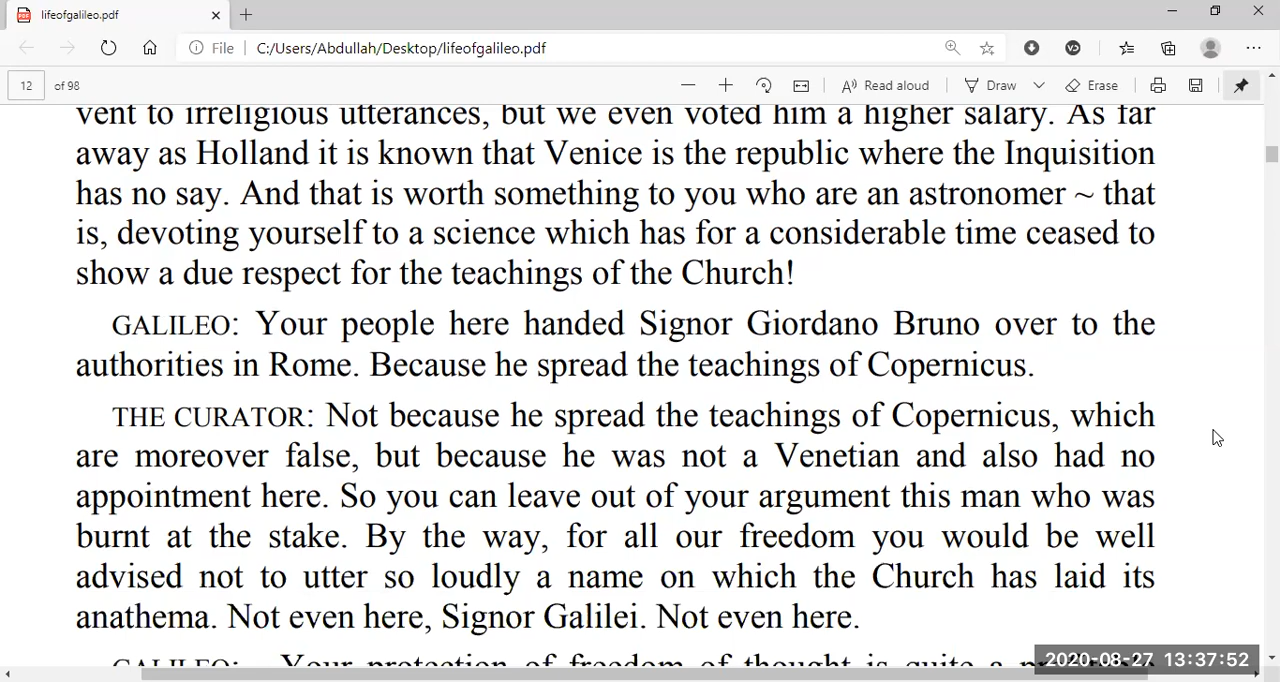 lifeofgalileo.pdf
File C:/Users/Abdullah/Desktop/lifeofgalileo.pdf
12 of 98 Read aloud Draw Erase
vent to irreligious utterances, but we even voted him a higher salary. As far
away as Holland it is known that Venice is the republic where the Inquisition
has no say. And that is worth something to you who are an astronomer ~ that
is, devoting yourself to a science which has for a considerable time ceased to
show a due respect for the teachings of the Church!
GALILEO: Your people here handed Signor Giordano Bruno over to the
authorities in Rome. Because he spread the teachings of Copernicus.
THE CURATOR: Not because he spread the teachings of Copernicus, which
are moreover false, but because he was not a Venetian and also had no
appointment here. So you can leave out of your argument this man who was
burnt at the stake. By the way, for all our freedom you would be well
advised not to utter so loudly a name on which the Church has laid its
anathema. Not even here, Signor Galilei. Not even here.
GALILEO: Your protection of freedom of thought is quite a
2020-08-27 13:37:52